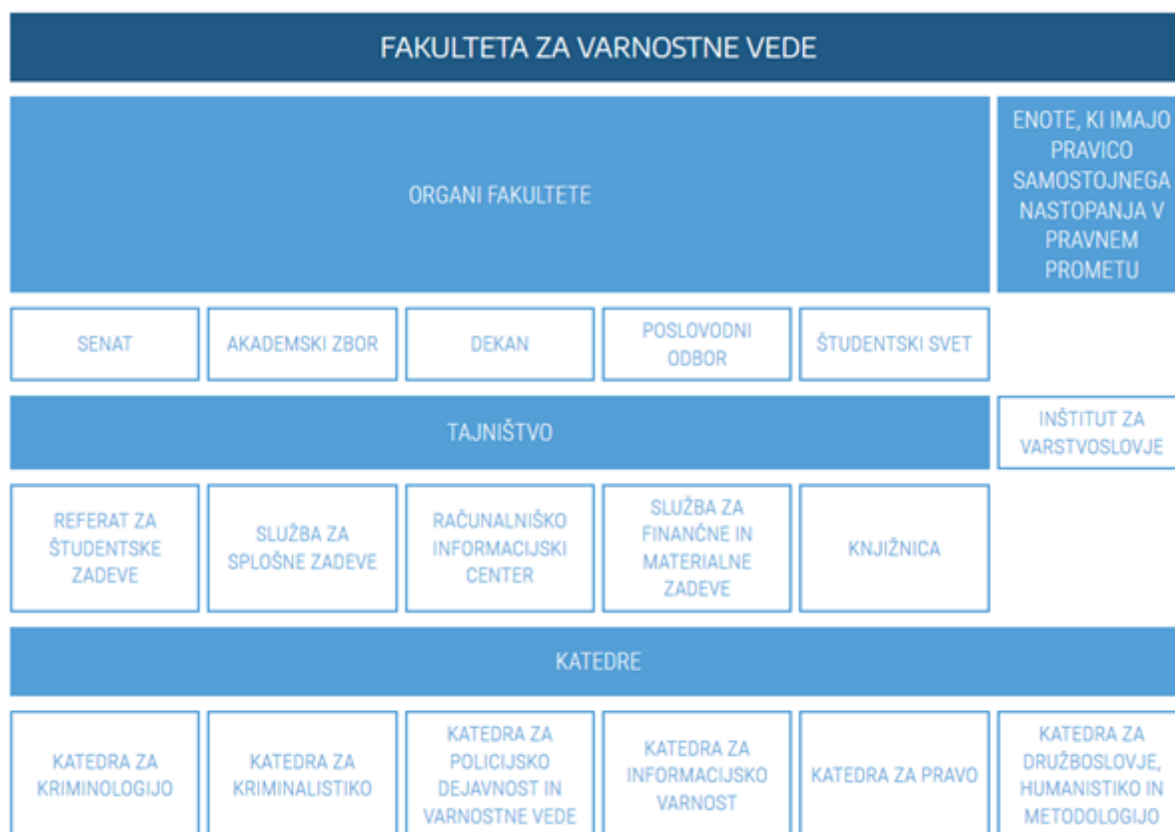 FAKULTETA ZA VARNOSTNE VEDE
ORGANI FAKULTETE
ENOTE, KI IMAJO
PRAVICO
SAMOSTOJNEGA
NASTOPANJA V
PRAVNEM
PROMETU
SENAT
AKADEMSKI ZBOR
DEKAN
POSLOVODNI
ODBOR
ŠTUDENTSKI SVET
TAJNIŠTVO
INŠTITUT ZA
VARSTVOSLOVJE
REFERAT ZA
ŠTUDENTSKE
ZADEVE
SLUŽBA ZA
SPLOŠNE ZADEVE
RAČUNALNIŠKO
INFORMACIJSKI
CENTER
SLUŽBA ZA
FINANČNE IN
MATERIALNE
ZADEVE
KNJIŽNICA
KATEDRE
KATEDRA ZA
KRIMINOLOGIJO
KATEDRA ZA
KRIMINALISTIKO
KATEDRA ZA
POLICIJSKO
DEJAVNOST IN
VARNOSTNE VEDE
KATEDRA ZA
INFORMACIJSKO
VARNOST
KATEDRA ZA PRAVO
KATEDRA ZA
DRUŽBOSLOVJE,
HUMANISTIKO IN
METODOLOGIJO